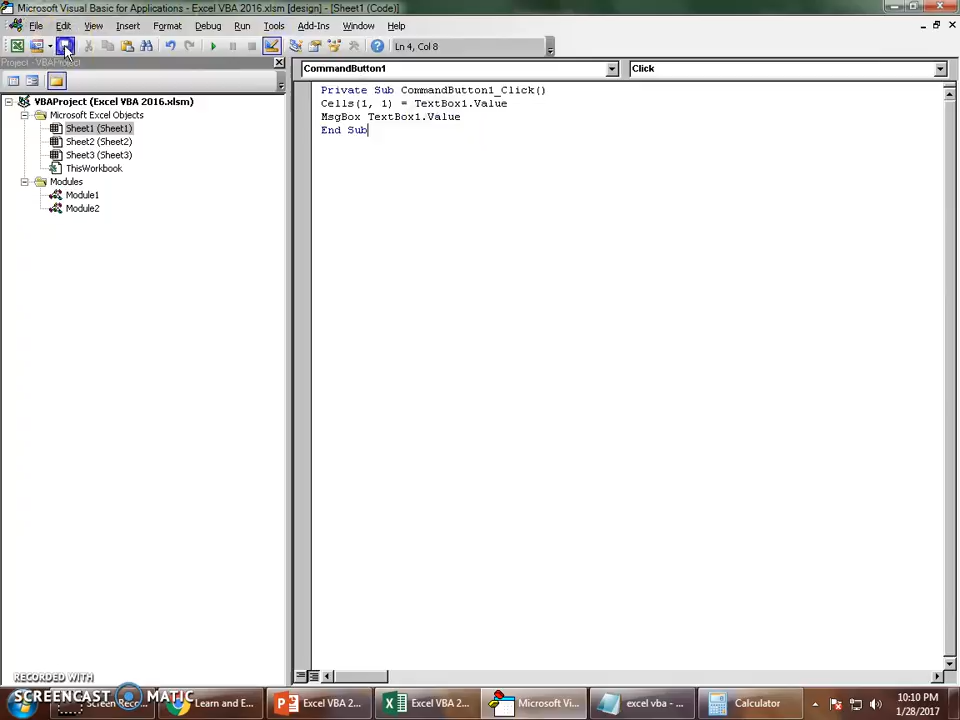 Microsoft Visual Basic for Applications - Excel VBA 2016.xlsm [design] - [Sheet1 (Code)]
File Edit View Insert Format Debug Run Tools Add-Ins Window Help
Ln 4, Col 8
Project - VBAProject
CommandButton1
Click
VBAProject (Excel VBA 2016.xlsm)
Microsoft Excel Objects
Sheet1 (Sheet1)
Sheet2 (Sheet2)
Sheet3 (Sheet3)
ThisWorkbook
Modules
Module1
Module2
Private Sub CommandButton1_Click()
Cells(1, 1) = TextBox1.Value
MsgBox TextBox1.Value
End Sub
RECORDED WITH
SCREENCAST MATIC
Screen Rec...
Learn and E...
Excel VBA 2...
Excel VBA 2...
Microsoft Vi...
excel vba - ...
Calculator
10:10 PM
1/28/2017